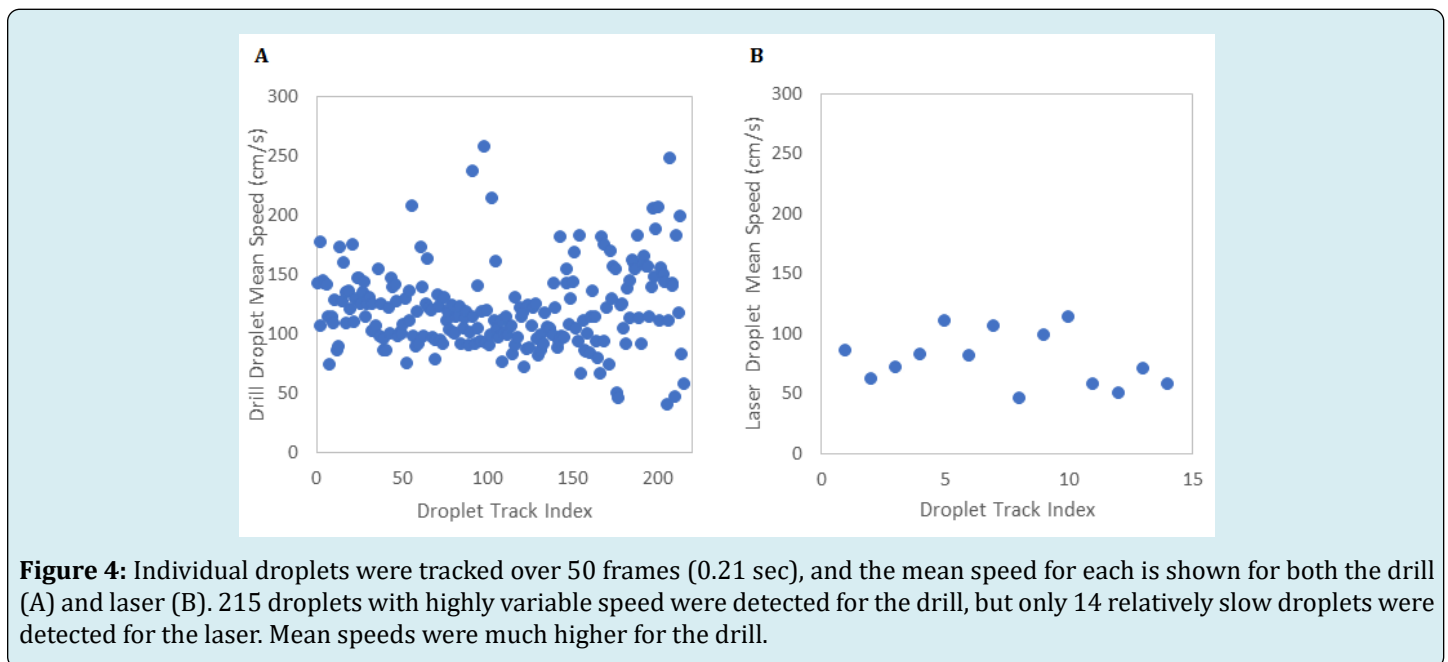 A
300
250
200
150
100
50
0
Drill Droplet Mean Speed (cm/s)
0 50 100 150 200
Droplet Track Index
B
300
250
200
150
100
50
0
Laser Droplet Mean Speed (cm/s)
0 5 10 15
Droplet Track Index
Figure 4: Individual droplets were tracked over 50 frames (0.21 sec), and the mean speed for each is shown for both the drill
(A) and laser (B). 215 droplets with highly variable speed were detected for the drill, but only 14 relatively slow droplets were
detected for the laser. Mean speeds were much higher for the drill.